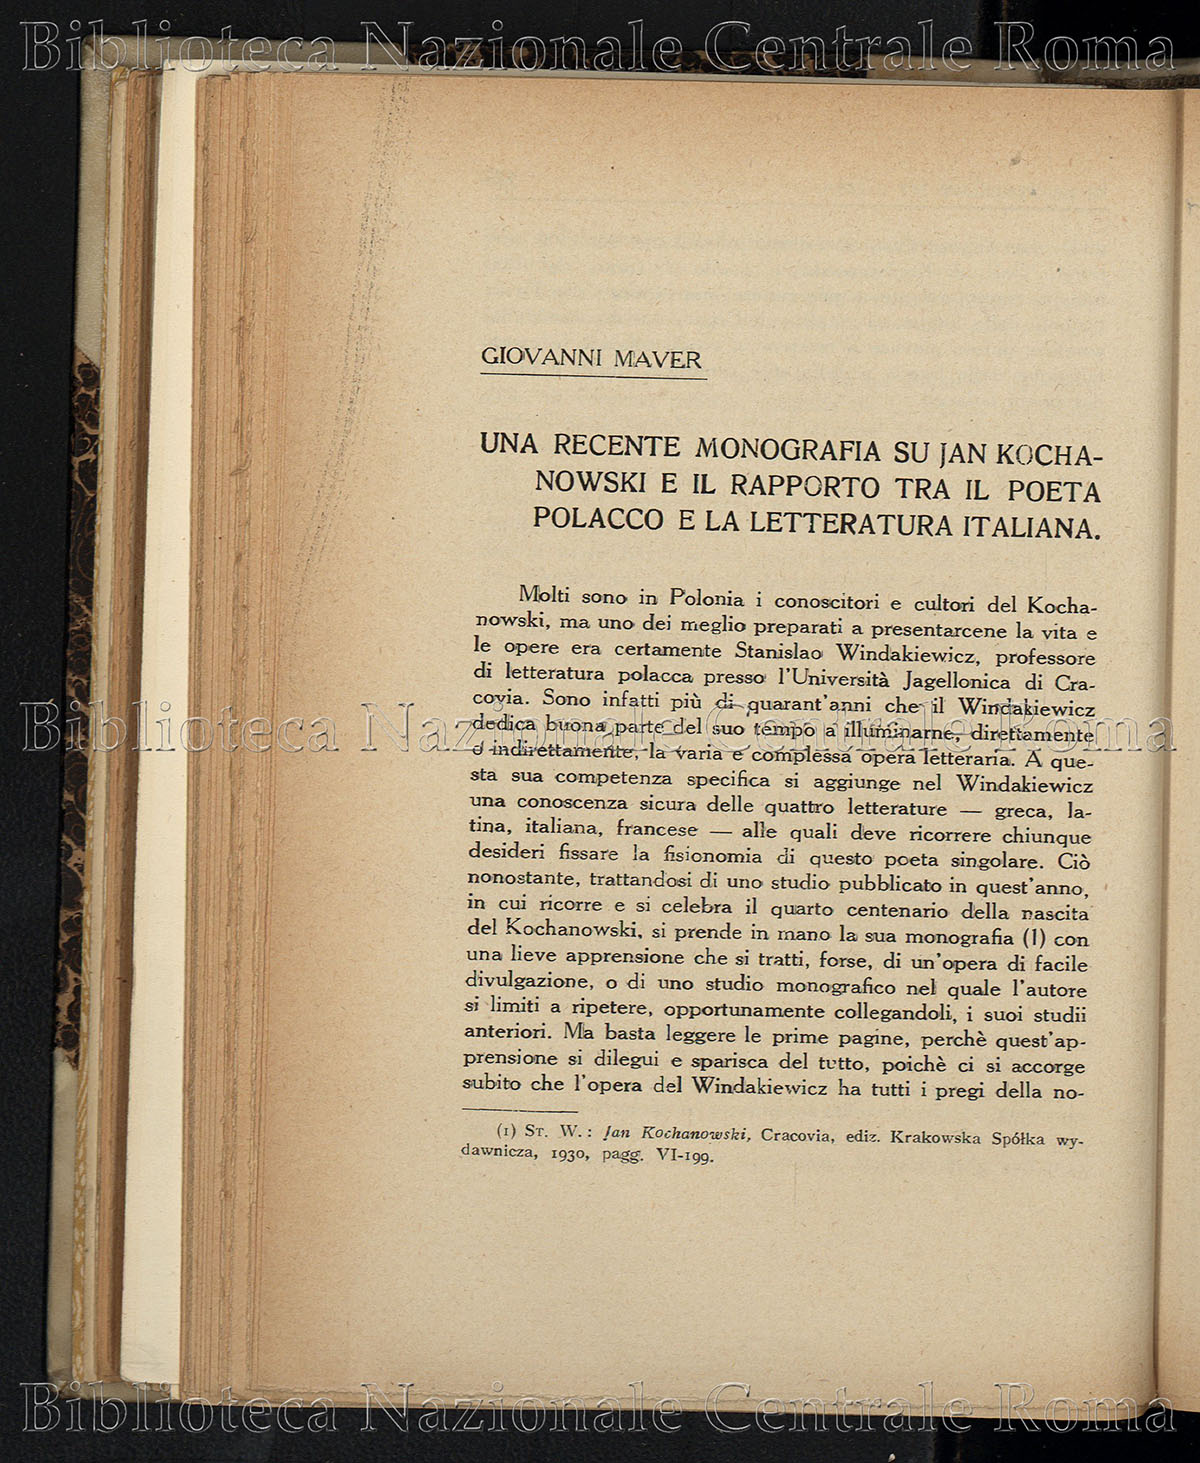 Biblioteca Nazionale Centrale Roma
GIOVANNI MAVER
UNA RECENTE MONOGRAFIA SU JAN KOCHA-
NOWSKI E IL RAPPORTO TRA IL POETA
POLACCO E LA LETTERATURA ITALIANA.
Molti sono in Polonia i conoscitori e cultori del Kocha-
nowski, ma uno dei meglio preparati a presentarcene la vita e
le opere era certamente Stanislao Windakiewicz, professore
di letteratura polacca presso l'Università Jagellonica di Cra-
covia. Sono infatti più di quarant'anni che il Windakiewicz
Biblioteca Nazionale Centrale Roma
dedica buona parte del suo tempo a illuminarne, direttamente
o indirettamente, la varia e complessa opera letteraria. A que-
sta sua competenza specifica si aggiunge nel Windakiewicz
una conoscenza sicura delle quattro letterature — greca, la-
tina, italiana, francese — alle quali deve ricorrere chiunque
desideri fissare la fisionomia di questo poeta singolare. Ciò
nonostante, trattandosi di uno studio pubblicato in quest'anno,
in cui ricorre e si celebra il quarto centenario della nascita
del Kochanowski, si prende in mano la sua monografia (1) con
una lieve apprensione che si tratti, forse, di un'opera di facile
divulgazione, o di uno studio monografico nel quale l'autore
si limiti a ripetere, opportunamente collegandoli, i suoi studii
anteriori. Ma basta leggere le prime pagine, perchè quest'ap-
prensione si dilegui e sparisca del tutto, poichè ci si accorge
subito che l'opera del Windakiewicz ha tutti i pregi della no-
(1) St. W.: Jan Kochanowski, Cracovia, ediz. Krakowska Spółka wy-
dawnicza, 1930, pagg. VI-199.
Biblioteca Nazionale Centrale Roma